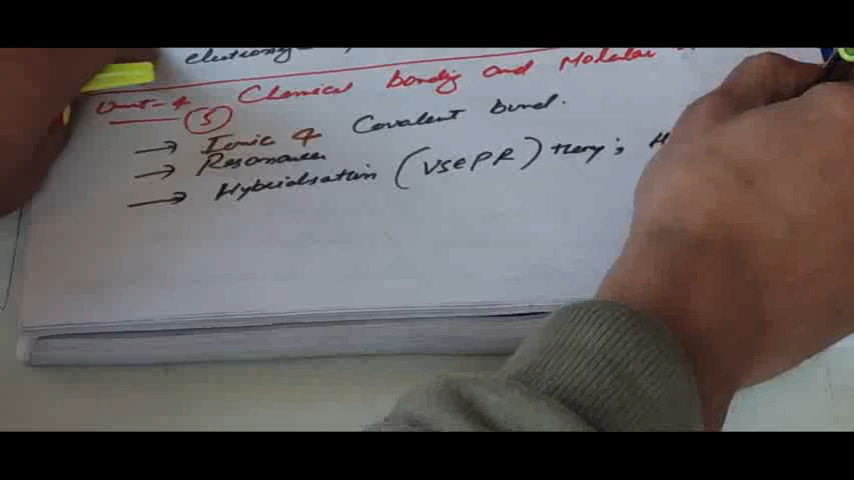 Unit-4 Chemical bonding and Molecular
5
→ Ionic & Covalent bond.
→ Resonance
→ Hybridisation (VSEPR) theory; H